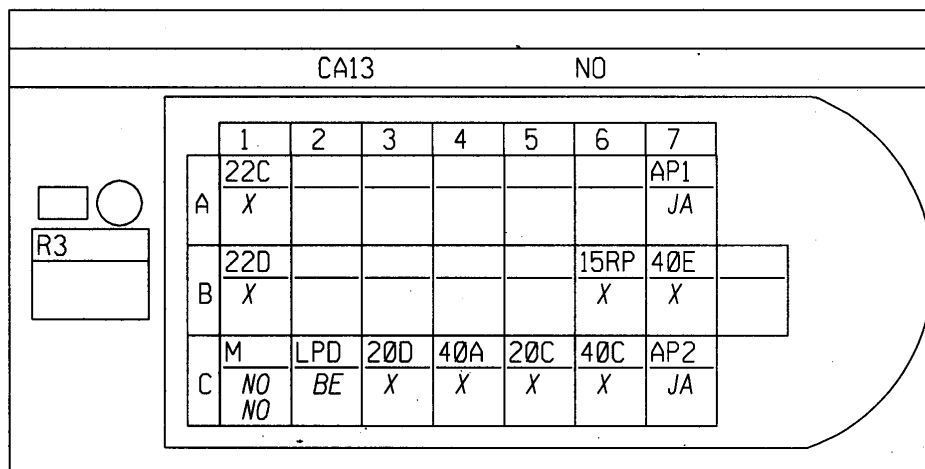 CA13 NO
1 2 3 4 5 6 7
22C AP1
A X JA
R3
22D 15RP 40E
B X X X
M LPD 20D 40A 20C 40C AP2
C NO BE X X X X JA
NO